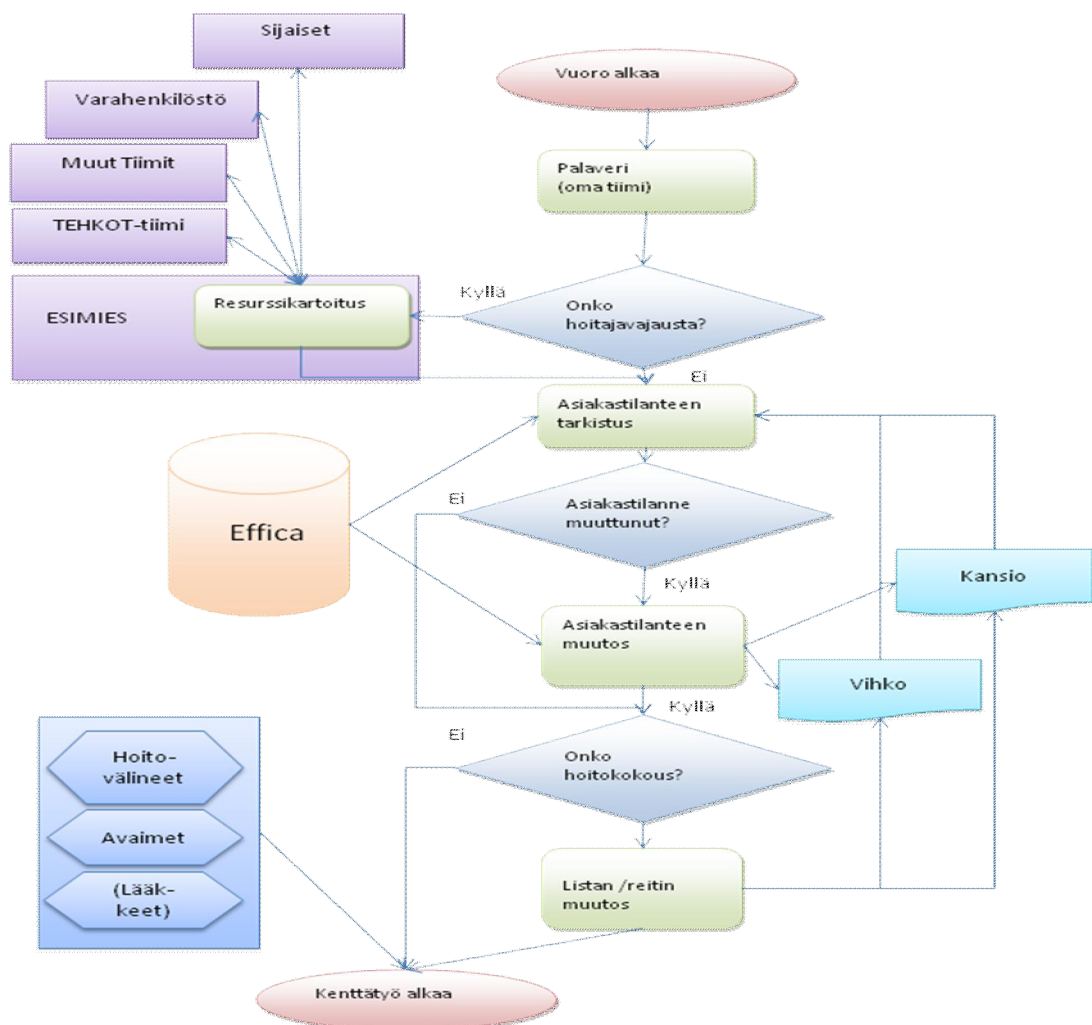 Sijaiset
Vuoro alkaa
Varahenkilöstö
Muut Tiimit
Palaveri
(oma tiimi)
TEHKOT-tiimi
ESIMIES
Resurssikartoitus
Kyllä
Onko
hoitajavajausta?
Ei
Asiakastilanteen
tarkistus
Effica
Ei
Asiakastilanne
muuttunut?
Kyllä
Kansio
Asiakastilanteen
muutos
Vihko
Kyllä
Ei
Onko
hoitokokous?
Hoito-
välineet
Avaimet
(Lääk-
keet)
Listan /reitin
muutos
Kenttätyö alkaa